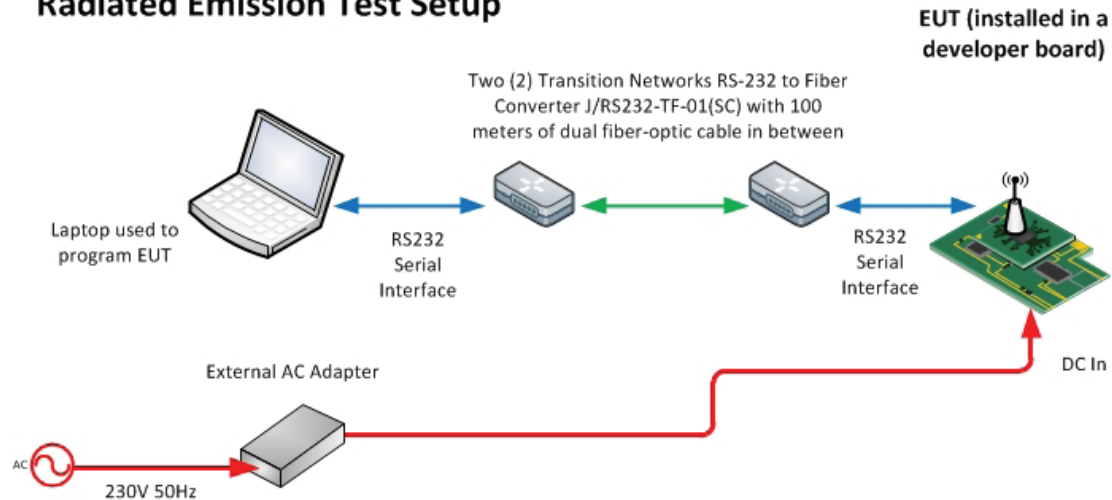 Radiated Emission Test Setup
EUT (installed in a
developer board)
Two (2) Transition Networks RS-232 to Fiber
Converter J/RS232-TF-01(SC) with 100
meters of dual fiber-optic cable in between
Laptop used to
program EUT
RS232
Serial
Interface
RS232
Serial
Interface
External AC Adapter
DC In
AC
230V 50Hz